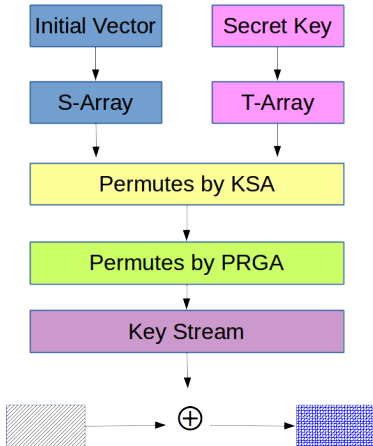 Initial Vector
Secret Key
S-Array
T-Array
Permutes by KSA
Permutes by PRGA
Key Stream